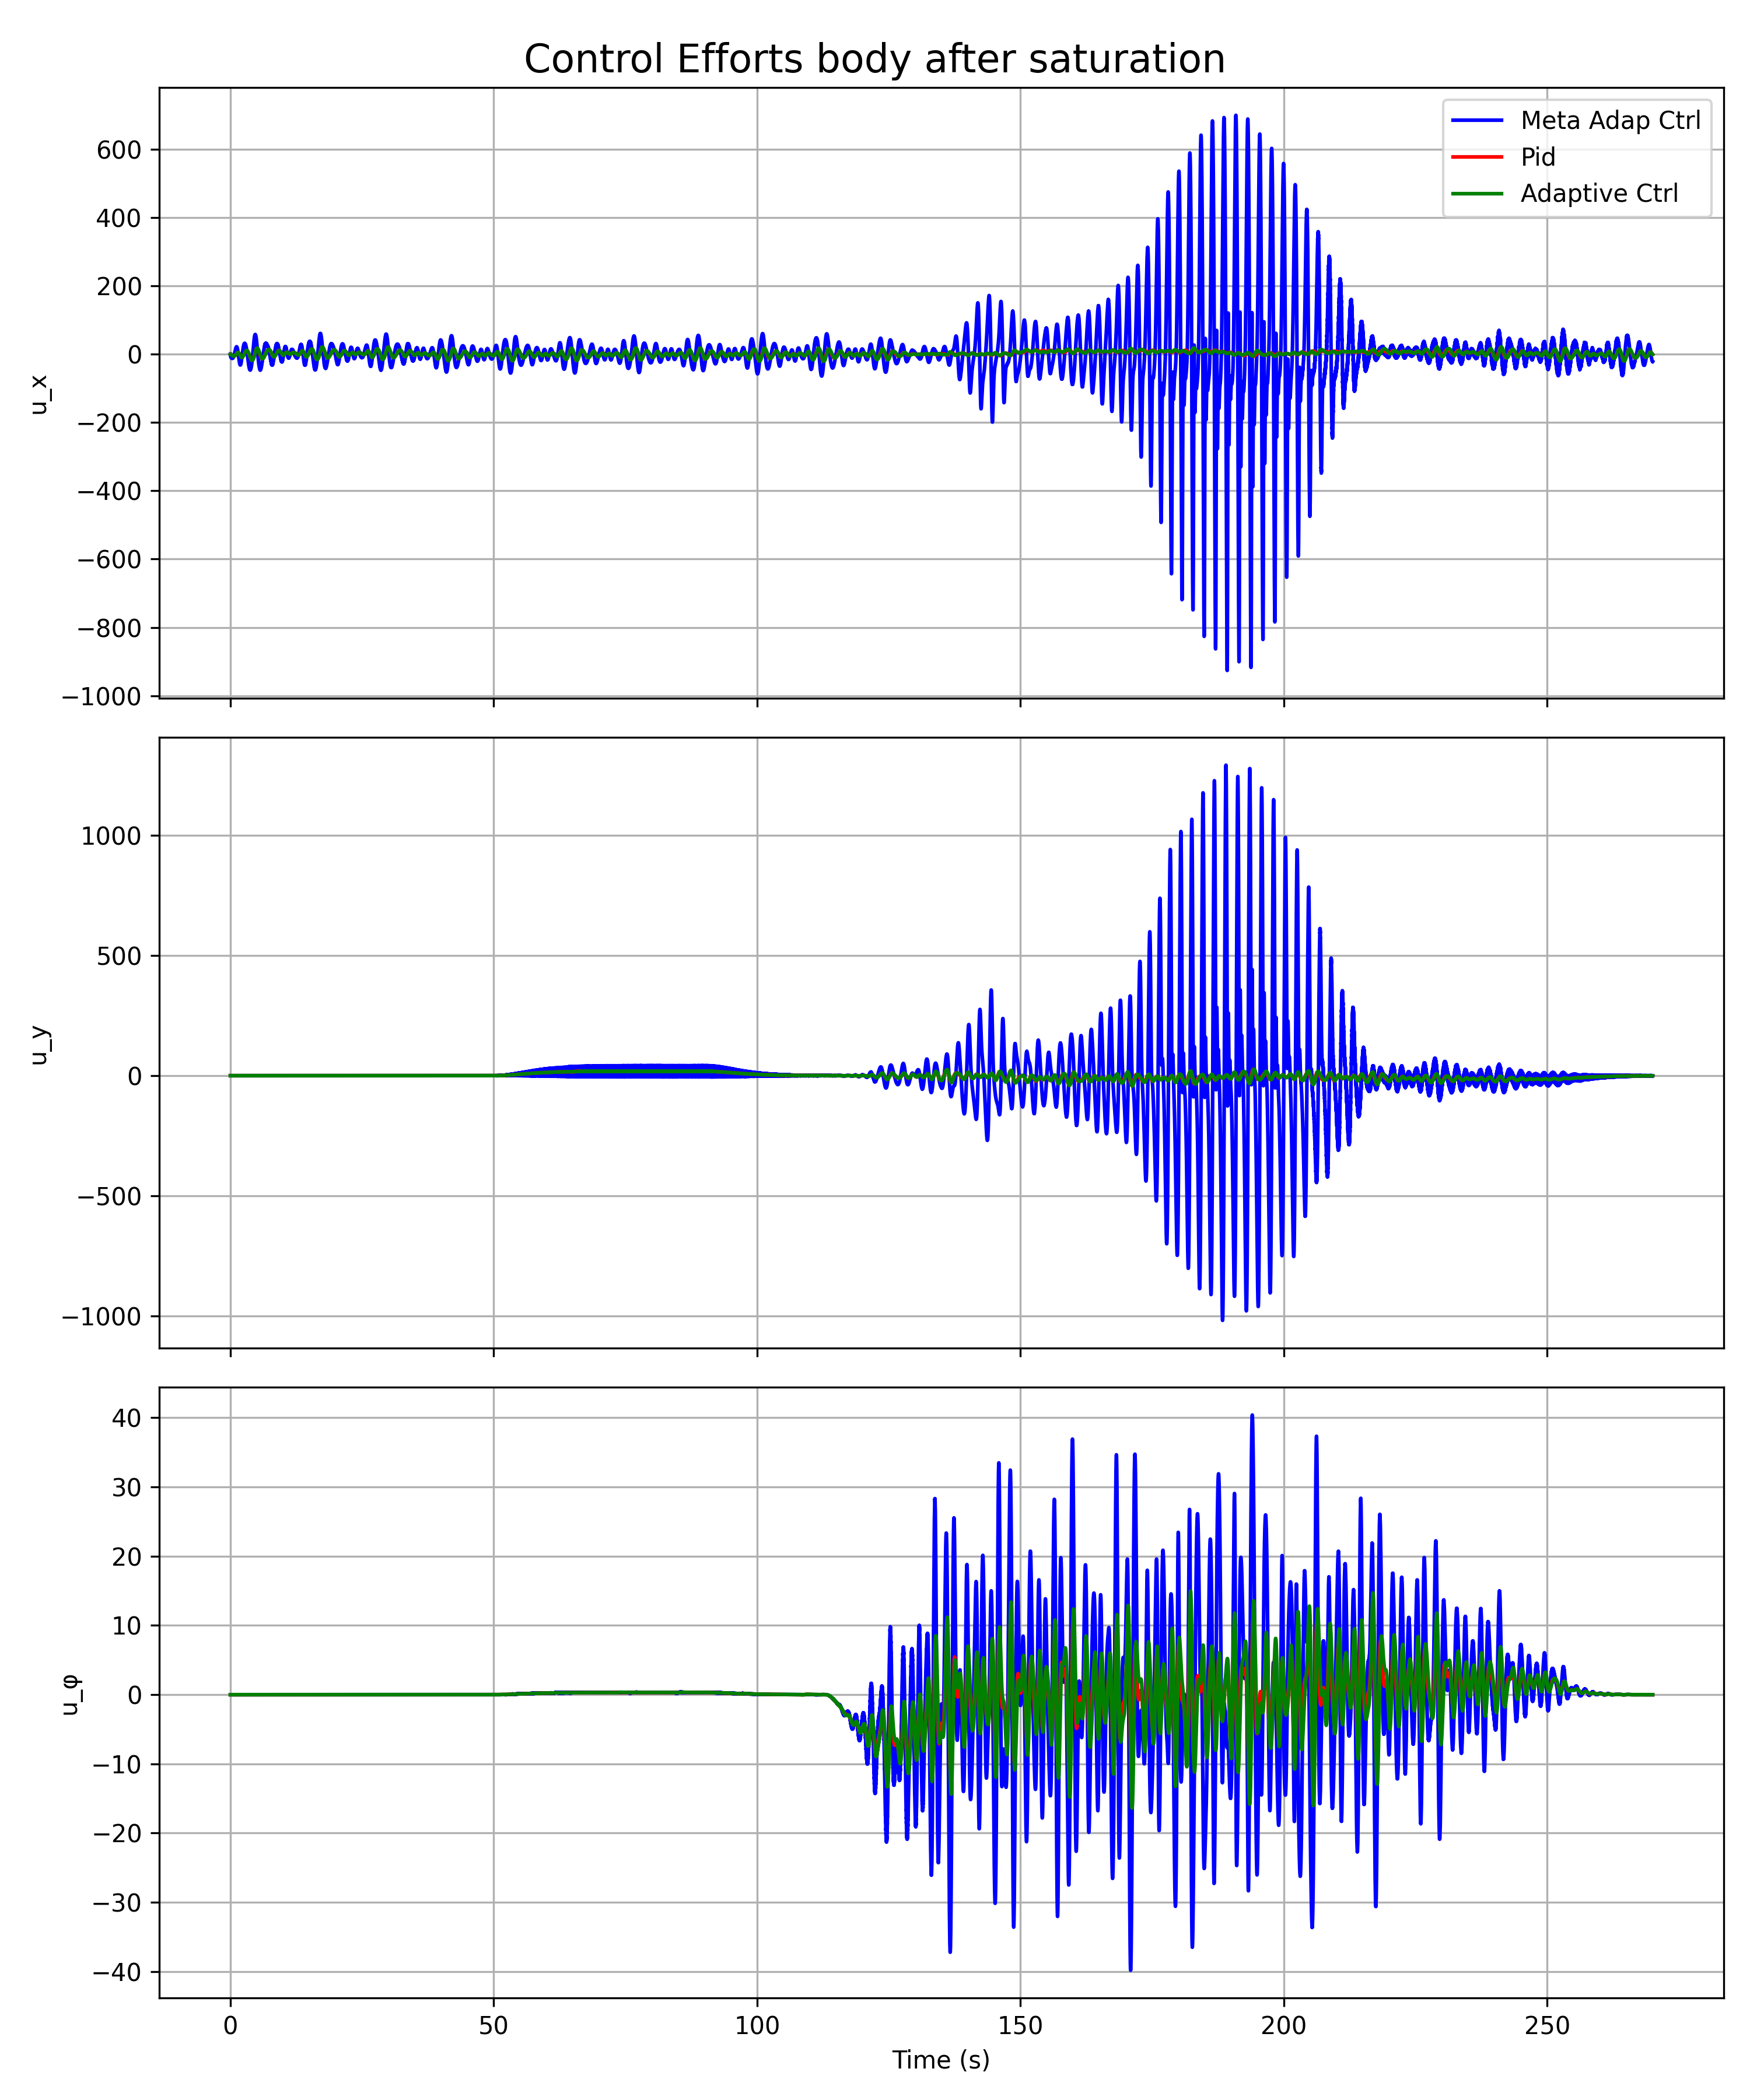 Control Efforts body after saturation
Meta Adap Ctrl
Pid
Adaptive Ctrl
600
400
200
0
−200
−400
−600
−800
−1000
u_x
1000
500
0
−500
−1000
u_y
40
30
20
10
0
−10
−20
−30
−40
u_φ
0 50 100 150 200 250
Time (s)